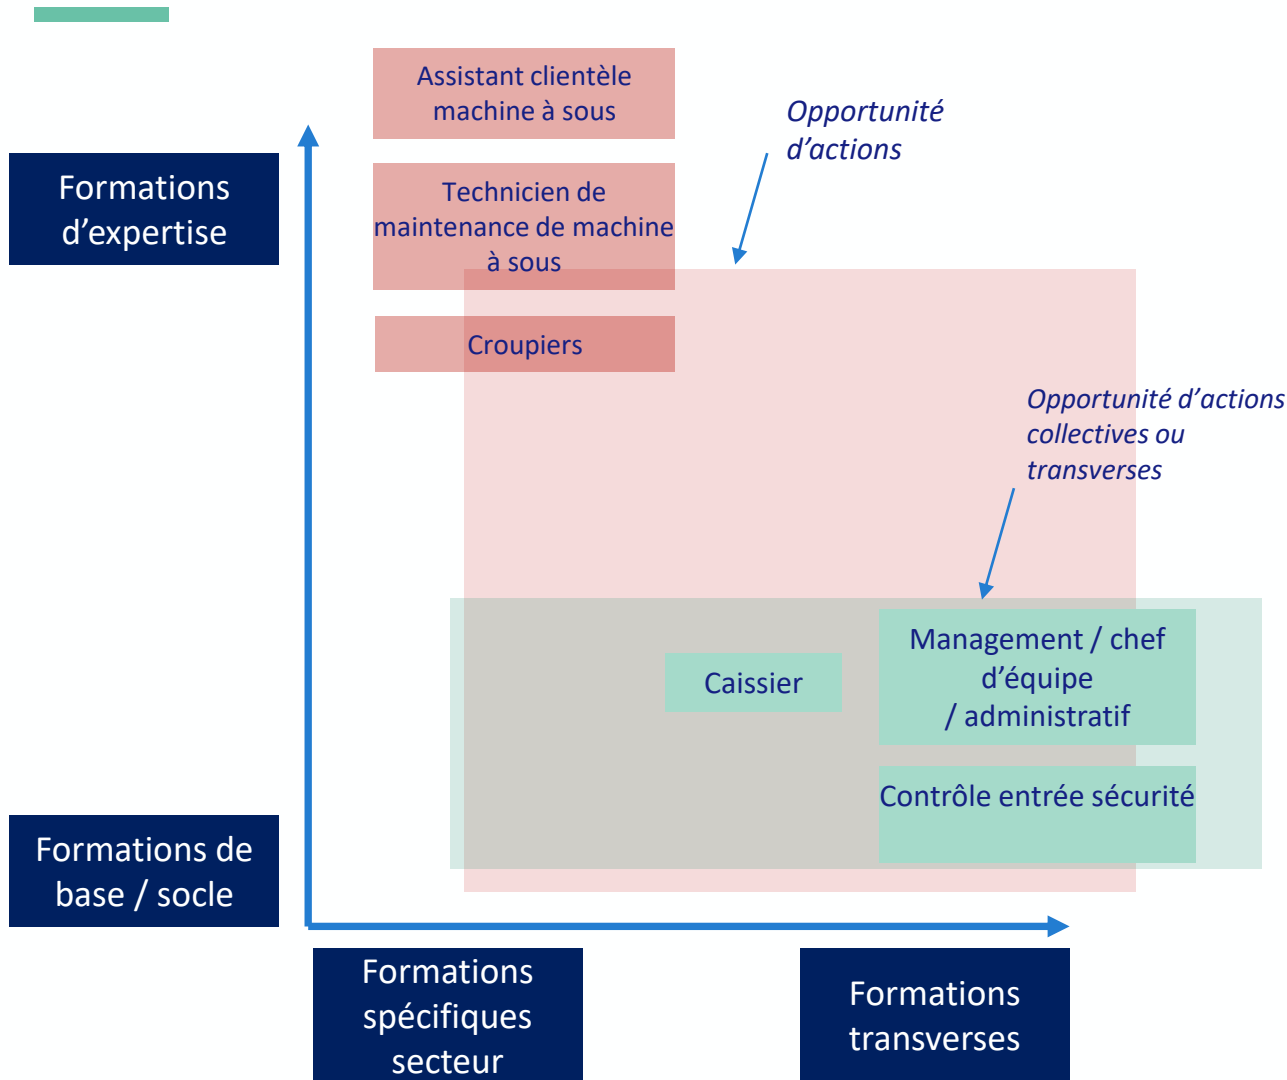 Assistant clientèle
machine à sous
Opportunité
d’actions
Formations
d’expertise
Technicien de
maintenance de machine
à sous
Croupiers
Opportunité d’actions
collectives ou
transverses
Management / chef
d’équipe
/ administratif
Caissier
Contrôle entrée sécurité
Formations de
base / socle
Formations
spécifiques
secteur
Formations
transverses